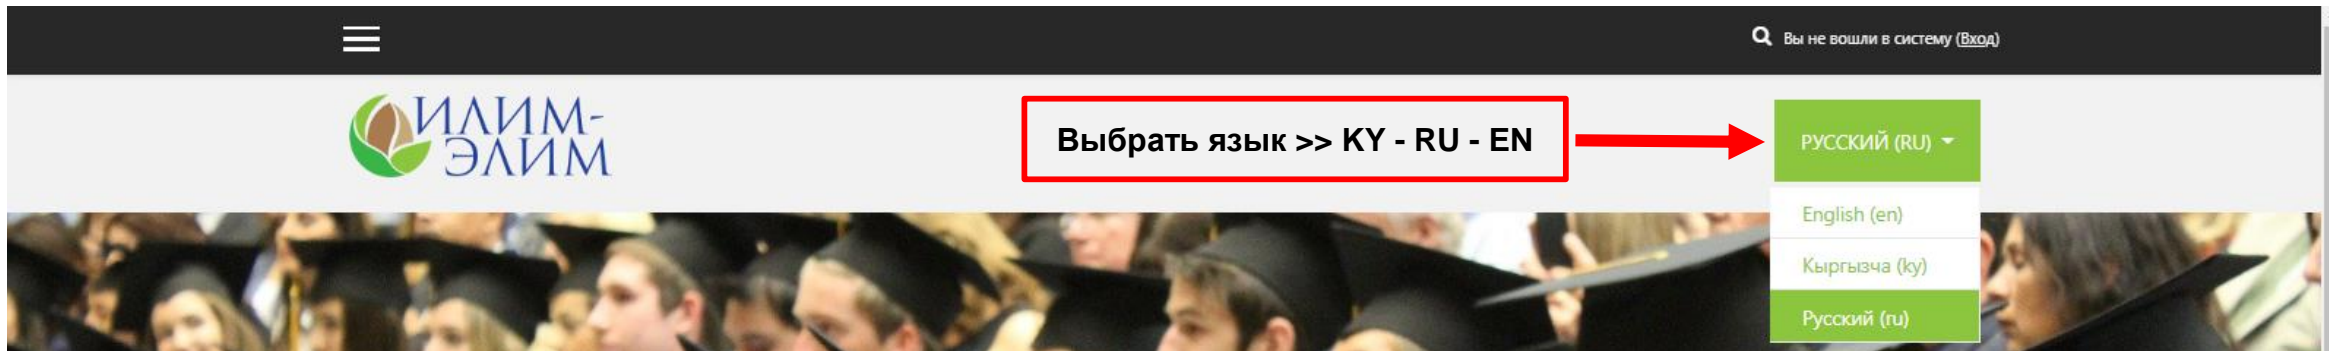 Вы не вошли в систему (Вход)
ИЛИМ-
ЭЛИМ
Выбрать язык >> KY - RU - EN
РУССКИЙ (RU)
English (en)
Кыргызча (ky)
Русский (ru)